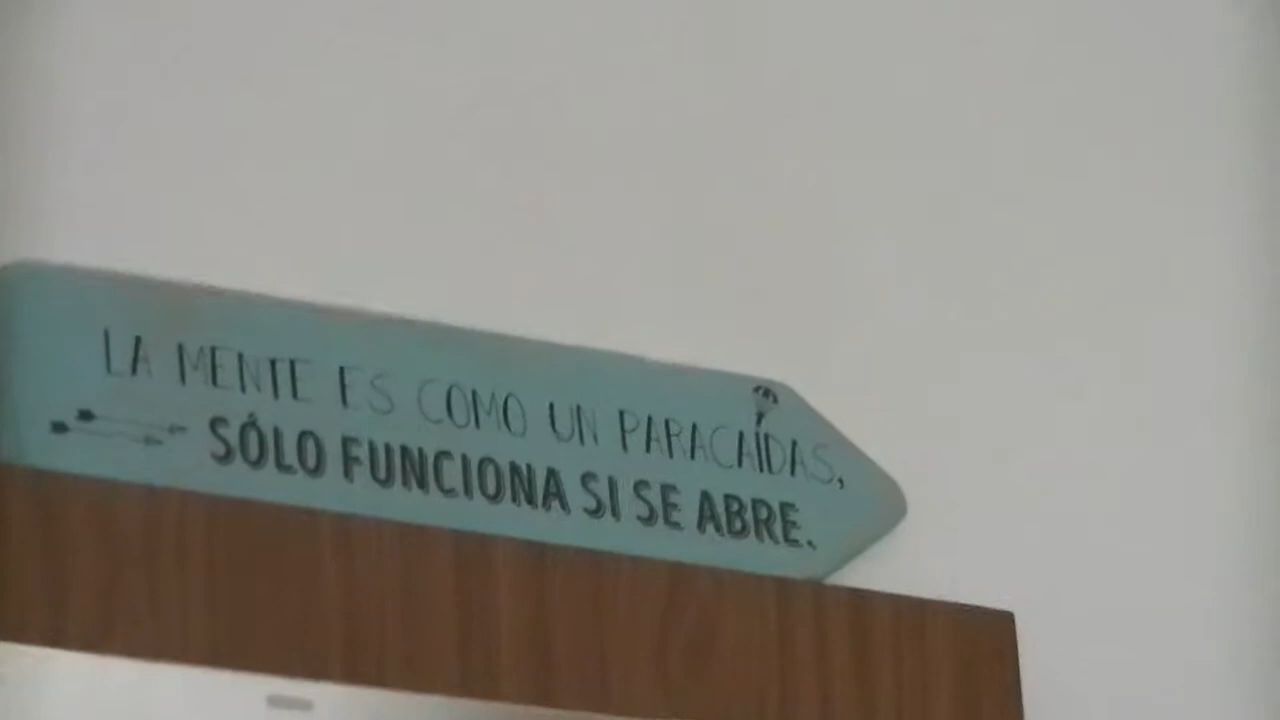 LA MENTE ES COMO UN PARACAÍDAS,
SÓLO FUNCIONA SI SE ABRE.